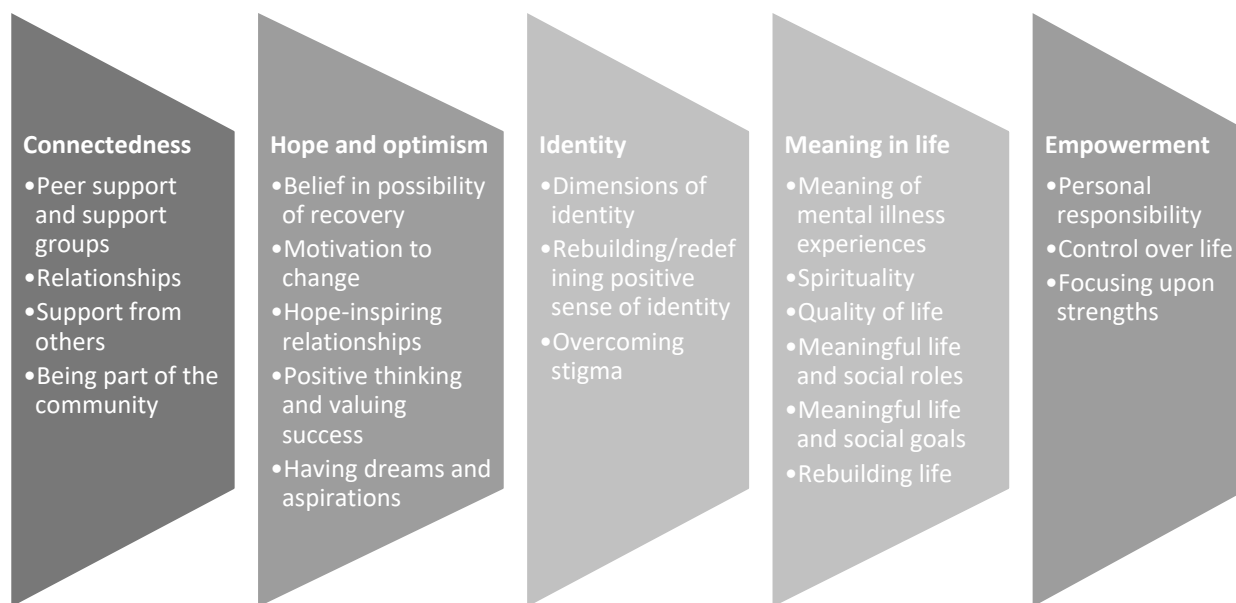 Connectedness
•Peer support
and support
groups
•Relationships
•Support from
others
•Being part of the
community
Hope and optimism
•Belief in possibility
of recovery
•Motivation to
change
•Hope-inspiring
relationships
•Positive thinking
and valuing
success
•Having dreams and
aspirations
Identity
•Dimensions of
identity
•Rebuilding/redef
ining positive
sense of identity
•Overcoming
stigma
Meaning in life
•Meaning of
mental illness
experiences
•Spirituality
•Quality of life
•Meaningful life
and social roles
•Meaningful life
and social goals
•Rebuilding life
Empowerment
•Personal
responsibility
•Control over life
•Focusing upon
strengths